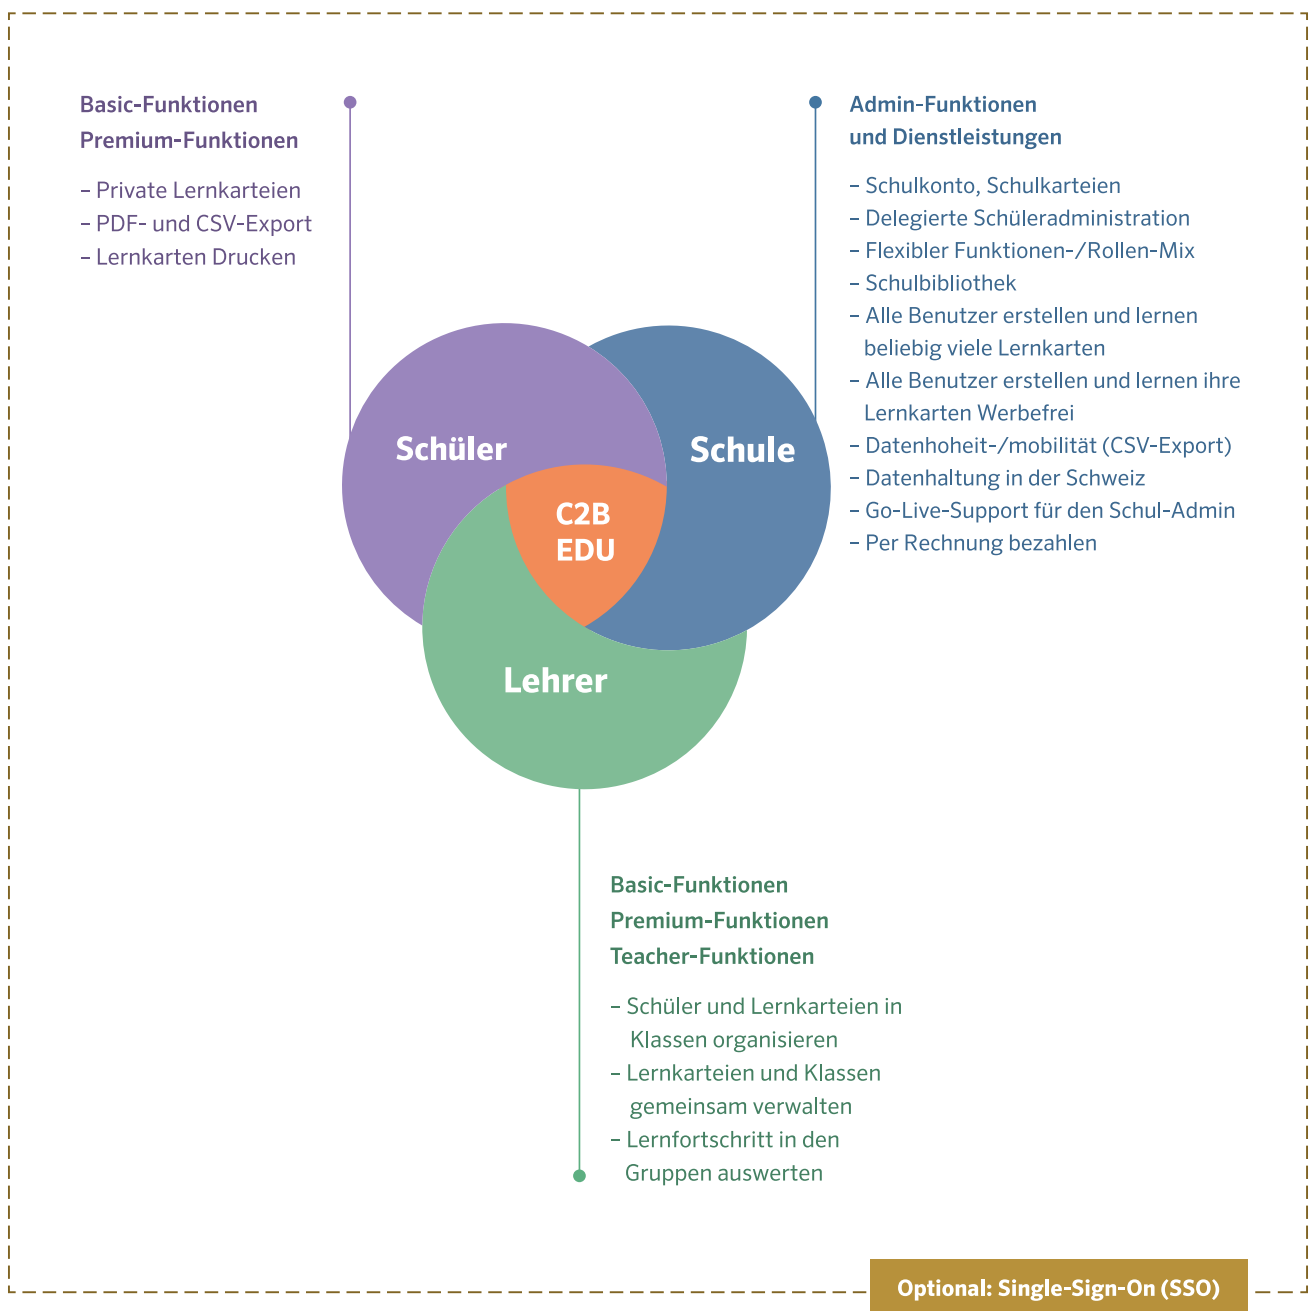 Basic-Funktionen
Premium-Funktionen
– Private Lernkarteien
– PDF- und CSV-Export
– Lernkarten Drucken
Admin-Funktionen
und Dienstleistungen
– Schulkonto, Schulkarteien
– Delegierte Schüleradministration
– Flexibler Funktionen-/Rollen-Mix
– Schulbibliothek
– Alle Benutzer erstellen und lernen
beliebig viele Lernkarten
– Alle Benutzer erstellen und lernen ihre
Lernkarten Werbefrei
– Datenhoheit-/mobilität (CSV-Export)
– Datenhaltung in der Schweiz
– Go-Live-Support für den Schul-Admin
– Per Rechnung bezahlen
Schüler
Schule
C2B
EDU
Lehrer
Basic-Funktionen
Premium-Funktionen
Teacher-Funktionen
– Schüler und Lernkarteien in
Klassen organisieren
– Lernkarteien und Klassen
gemeinsam verwalten
– Lernfortschritt in den
Gruppen auswerten
Optional: Single-Sign-On (SSO)